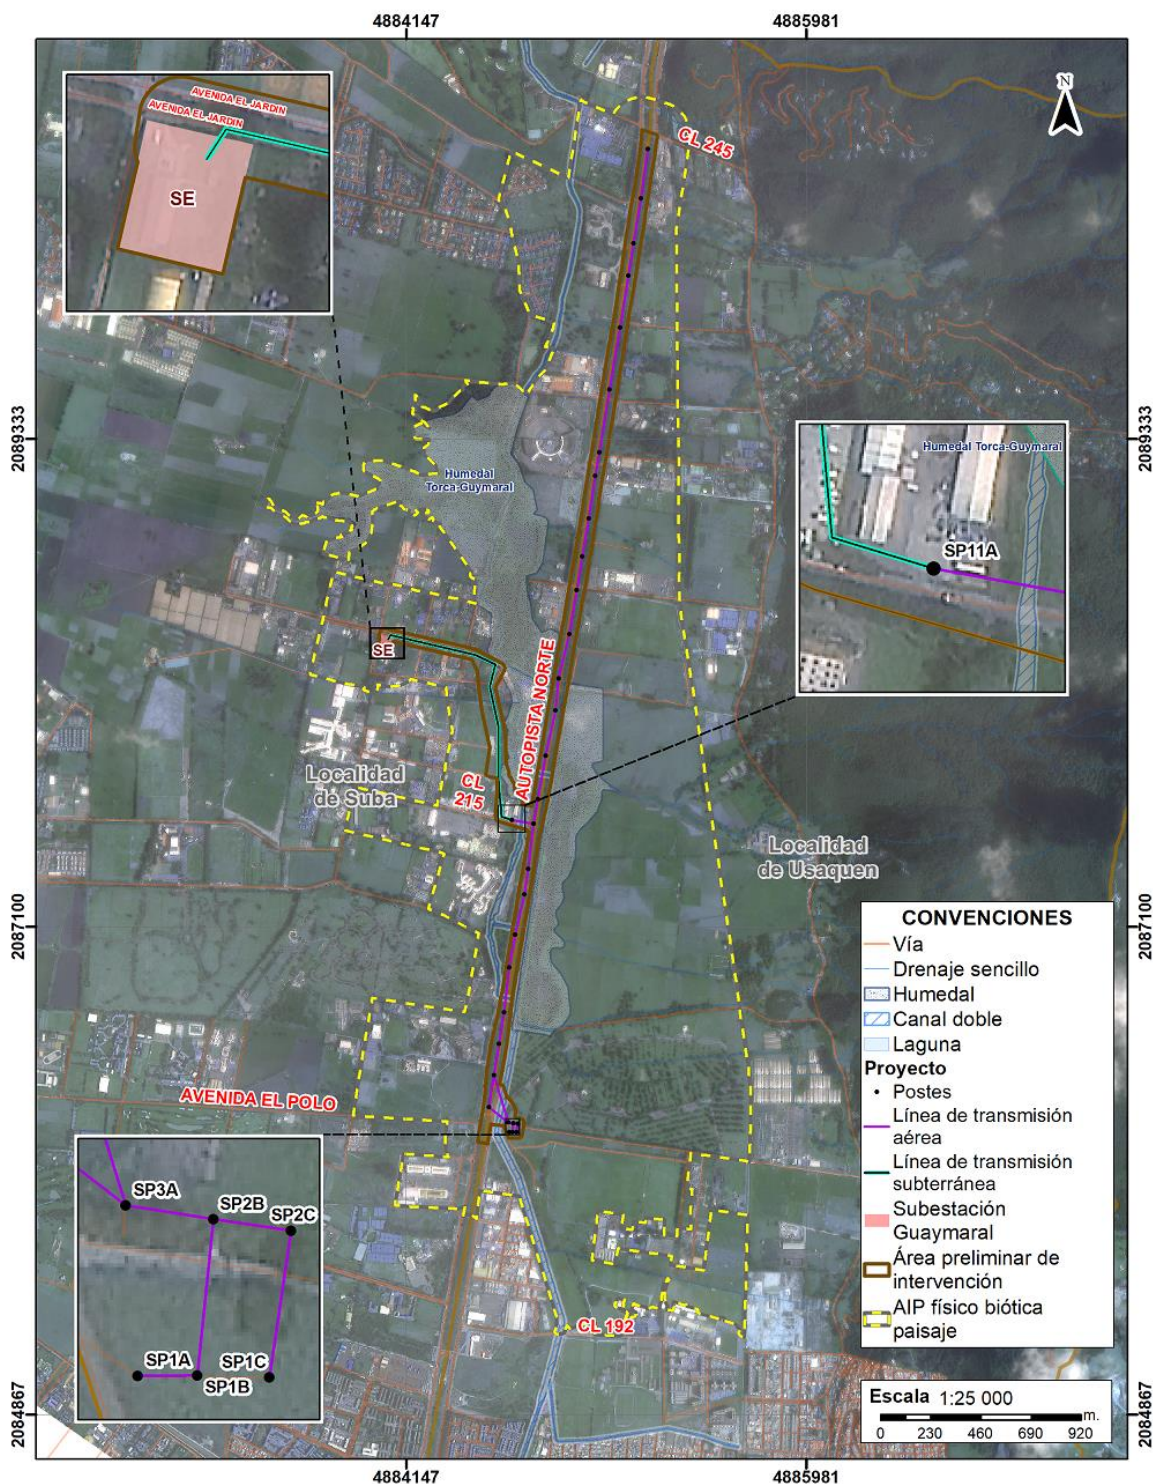 4884147
4885981
AVENIDA EL JARDIN
AVENIDA EL JARDIN
SE
N
CL 245
2089333
2089333
Humedal
Torca-Guymaral
Humedal Torca-Guymaral
SP11A
SE
AUTOPISTA NORTE
CL
215
Localidad
de Suba
Localidad
de Usaquen
2087100
2087100
AVENIDA EL POLO
SP3A
SP2B
SP2C
SP1A
SP1B
SP1C
CL 192
CONVENCIONES
Vía
Drenaje sencillo
Humedal
Canal doble
Laguna
Proyecto
Postes
Línea de transmisión
aérea
Línea de transmisión
subterránea
Subestación
Guaymaral
Área preliminar de
intervención
AIP físico biótica
paisaje
Escala 1:25 000
m.
0 230 460 690 920
2084867
2084867
4884147
4885981